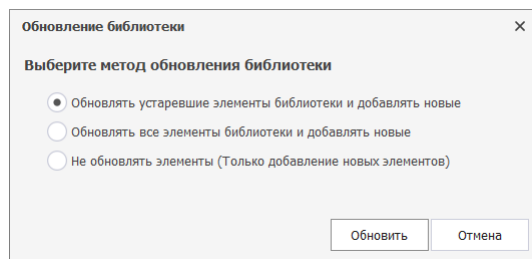 Обновление библиотеки
Выберите метод обновления библиотеки
Обновлять устаревшие элементы библиотеки и добавлять новые
Обновлять все элементы библиотеки и добавлять новые
Не обновлять элементы (Только добавление новых элементов)
Обновить Отмена